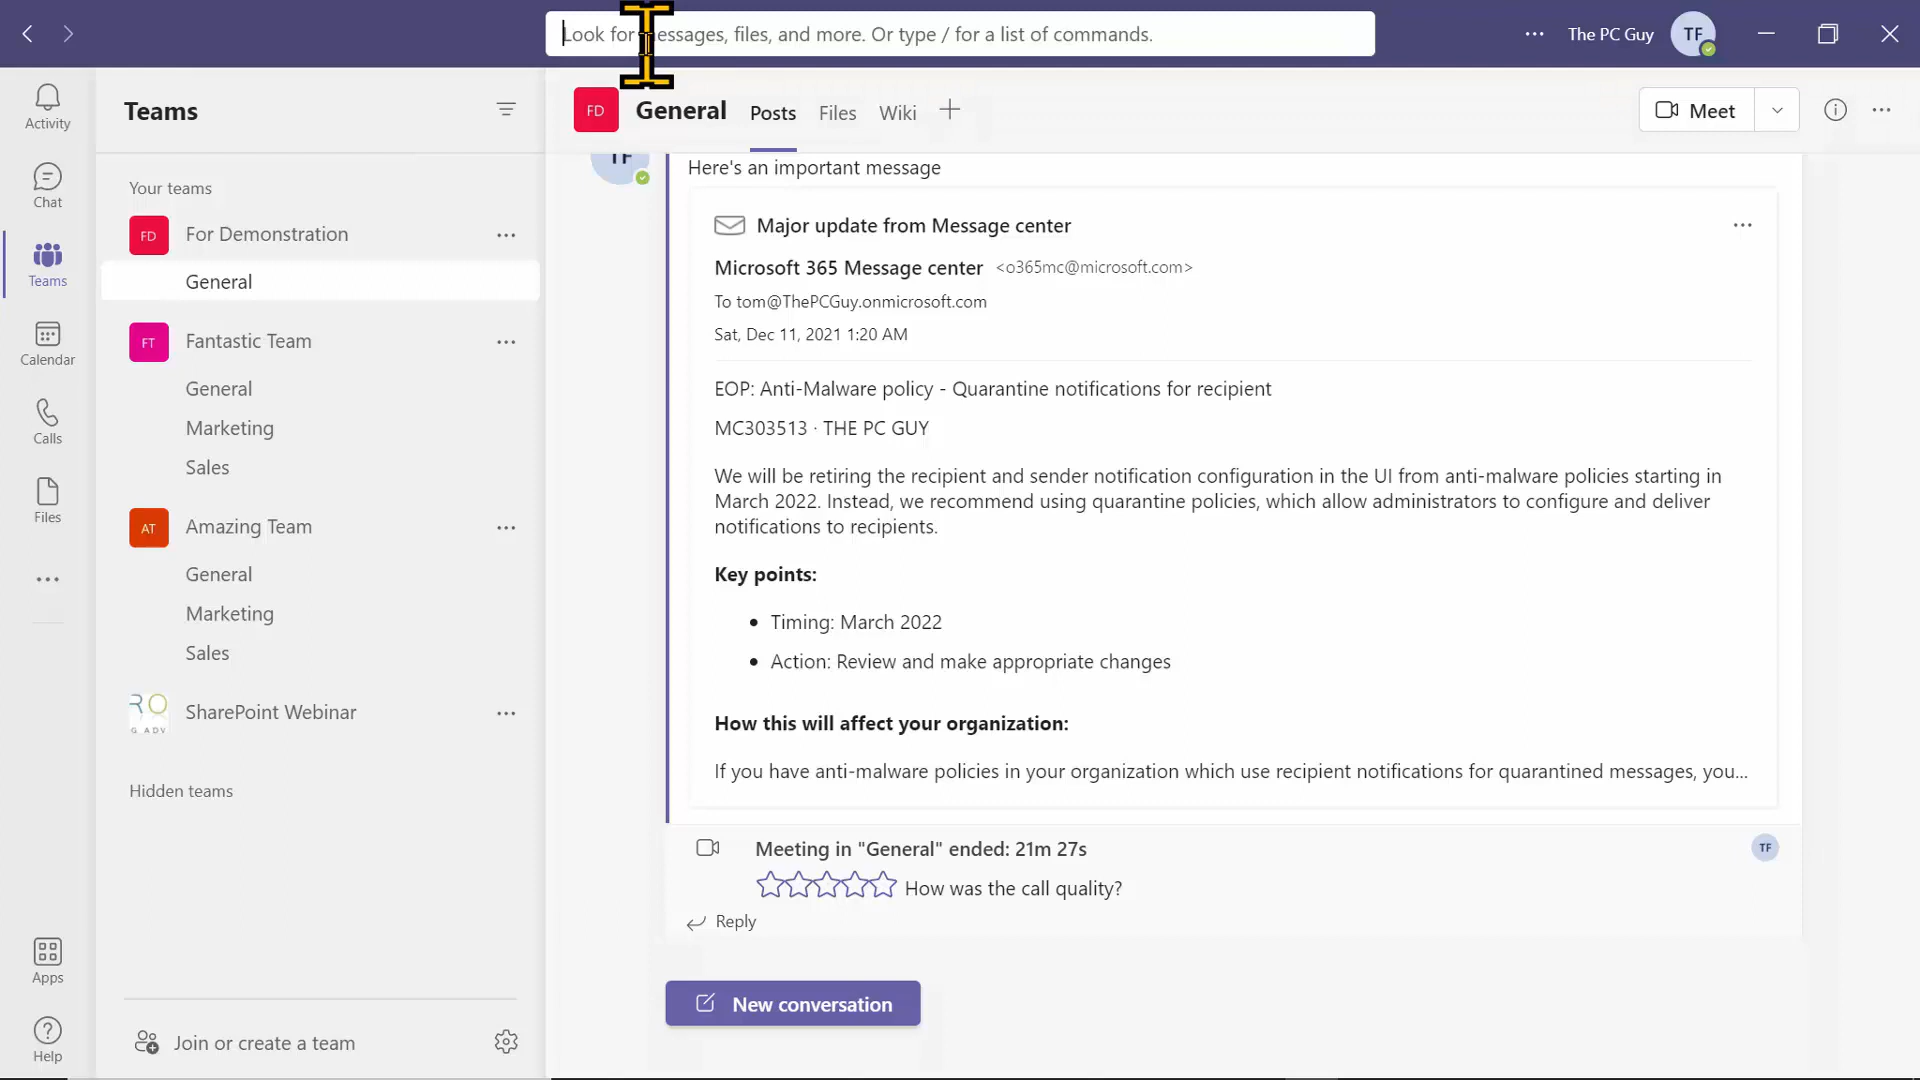 Look for messages, files, and more. Or type / for a list of commands.
The PC Guy
TF
Activity
Chat
Teams
Calendar
Calls
Files
Apps
Help
Teams
Your teams
FD For Demonstration
General
FT Fantastic Team
General
Marketing
Sales
AT Amazing Team
General
Marketing
Sales
RO
G ADV
SharePoint Webinar
Hidden teams
Join or create a team
FD General Posts Files Wiki
Meet
TF
Here's an important message
Major update from Message center
Microsoft 365 Message center <o365mc@microsoft.com>
To tom@ThePCGuy.onmicrosoft.com
Sat, Dec 11, 2021 1:20 AM
EOP: Anti-Malware policy - Quarantine notifications for recipient
MC303513 · THE PC GUY
We will be retiring the recipient and sender notification configuration in the UI from anti-malware policies starting in
March 2022. Instead, we recommend using quarantine policies, which allow administrators to configure and deliver
notifications to recipients.
Key points:
• Timing: March 2022
• Action: Review and make appropriate changes
How this will affect your organization:
If you have anti-malware policies in your organization which use recipient notifications for quarantined messages, you...
Meeting in "General" ended: 21m 27s
TF
How was the call quality?
Reply
New conversation